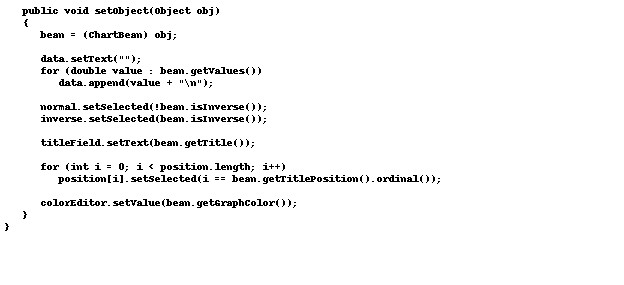 public void setObject(Object obj)
{
bean = (ChartBean) obj;
data.setText("");
for (double value : bean.getValues())
data.append(value + "\n");
normal.setSelected(!bean.isInverse());
inverse.setSelected(bean.isInverse());
titleField.setText(bean.getTitle());
for (int i = 0; i < position.length; i++)
position[i].setSelected(i == bean.getTitlePosition().ordinal());
colorEditor.setValue(bean.getGraphColor());
}
}